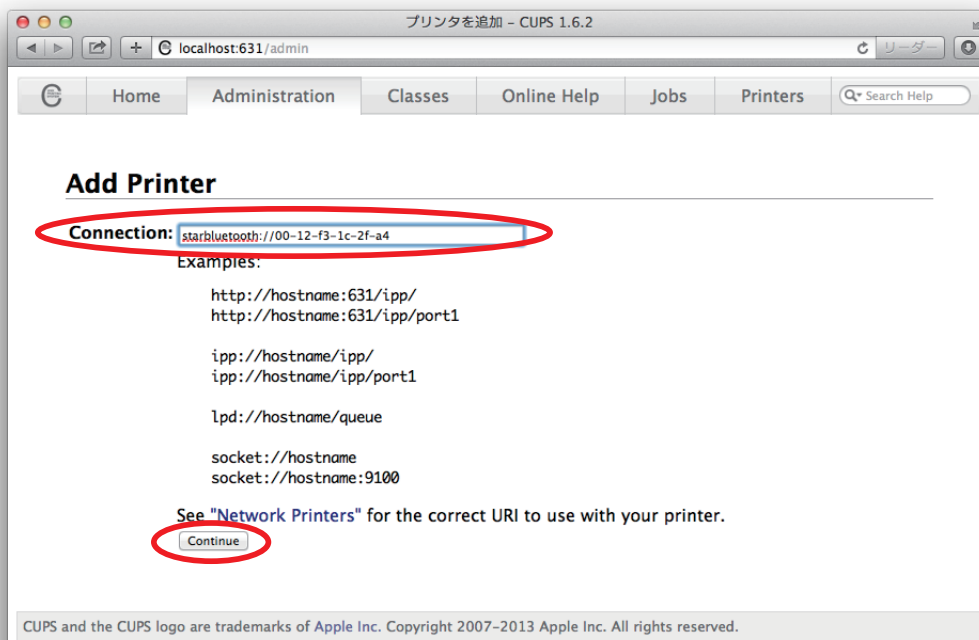 プリンタを追加 – CUPS 1.6.2
localhost:631/admin
リーダー
Home
Administration
Classes
Online Help
Jobs
Printers
Search Help
Add Printer
Connection: starbluetooth://00-12-f3-1c-2f-a4
Examples:
http://hostname:631/ipp/
http://hostname:631/ipp/port1
ipp://hostname/ipp/
ipp://hostname/ipp/port1
lpd://hostname/queue
socket://hostname
socket://hostname:9100
See "Network Printers" for the correct URI to use with your printer.
Continue
CUPS and the CUPS logo are trademarks of Apple Inc. Copyright 2007-2013 Apple Inc. All rights reserved.